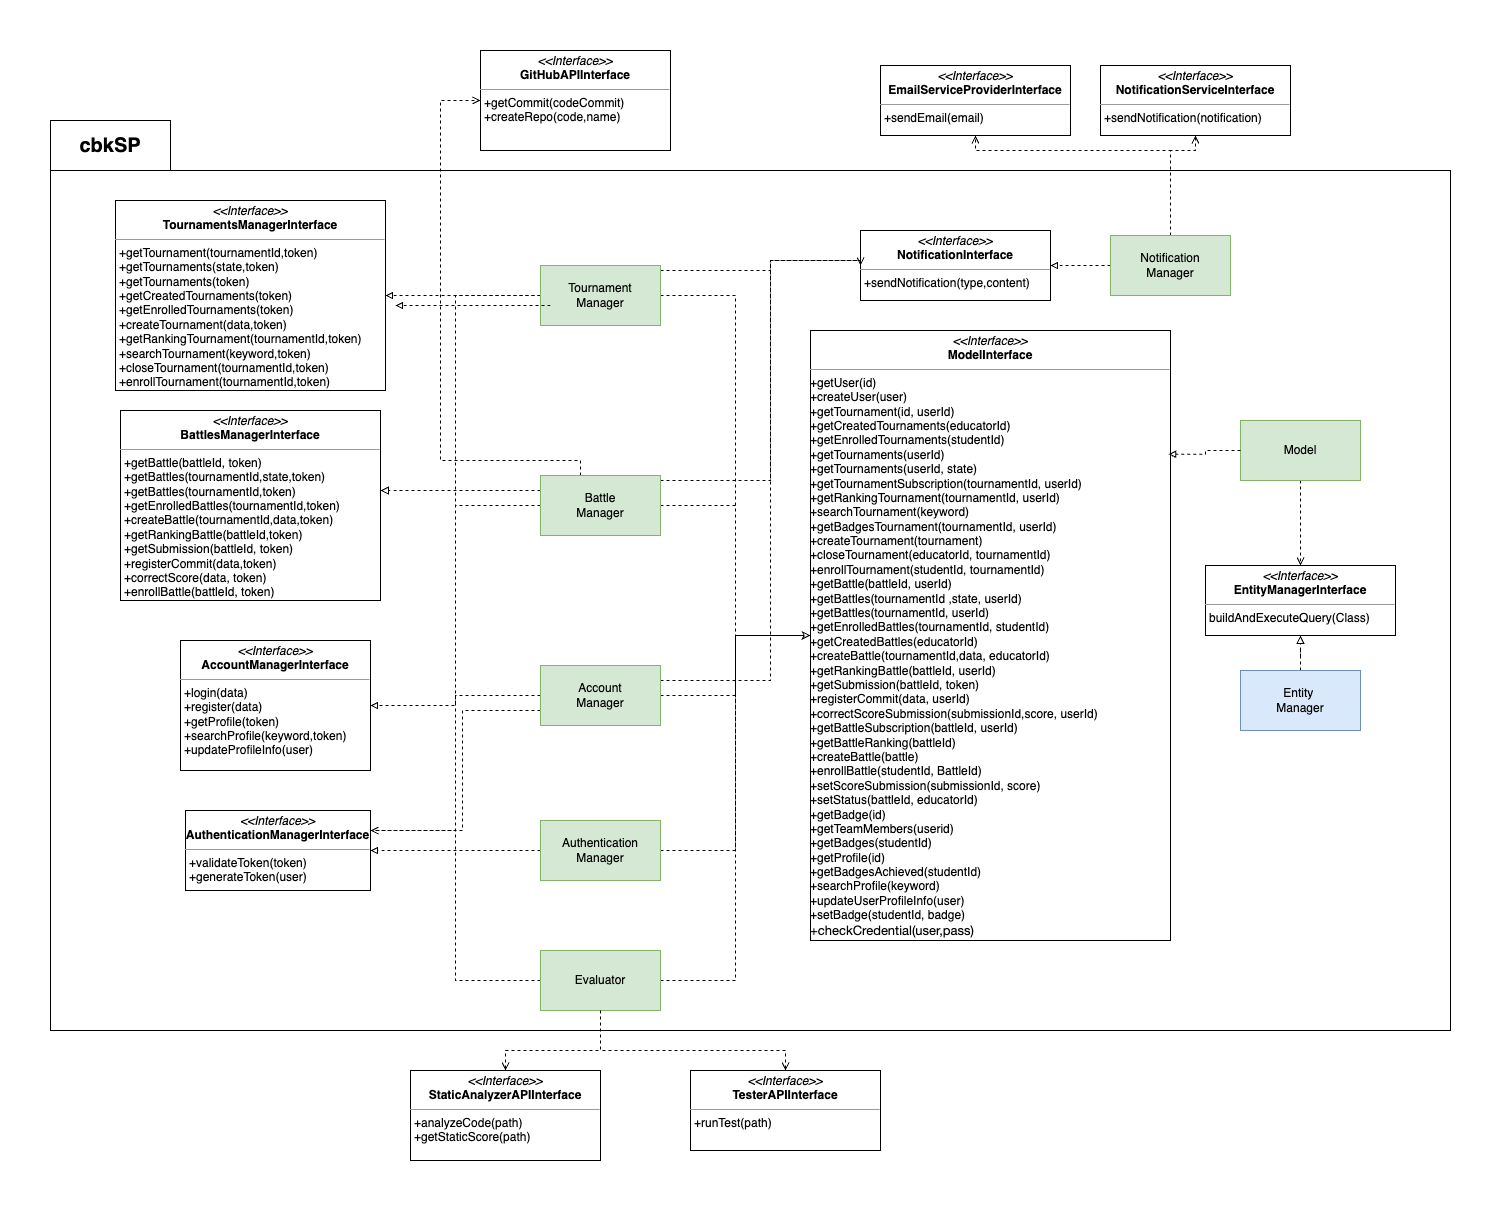 <<Interface>>
GitHubAPIInterface
+getCommit(codeCommit)
+createRepo(code,name)
<<Interface>>
EmailServiceProviderInterface
+sendEmail(email)
<<Interface>>
NotificationServiceInterface
+sendNotification(notification)
cbkSP
<<Interface>>
TournamentsManagerInterface
+getTournament(tournamentId,token)
+getTournaments(state,token)
+getTournaments(token)
+getCreatedTournaments(token)
+getEnrolledTournaments(token)
+createTournament(data,token)
+getRankingTournament(tournamentId,token)
+searchTournament(keyword,token)
+closeTournament(tournamentId,token)
+enrollTournament(tournamentId,token)
Tournament
Manager
<<Interface>>
NotificationInterface
+sendNotification(type,content)
Notification
Manager
<<Interface>>
BattlesManagerInterface
+getBattle(battleId, token)
+getBattles(tournamentId,state,token)
+getBattles(tournamentId,token)
+getEnrolledBattles(tournamentId,token)
+createBattle(tournamentId,data,token)
+getRankingBattle(battleId,token)
+getSubmission(battleId, token)
+registerCommit(data,token)
+correctScore(data, token)
+enrollBattle(battleId, token)
Battle
Manager
<<Interface>>
ModelInterface
+getUser(id)
+createUser(user)
+getTournament(id, userId)
+getCreatedTournaments(educatorId)
+getEnrolledTournaments(studentId)
+getTournaments(userId)
+getTournaments(userId, state)
+getTournamentSubscription(tournamentId, userId)
+getRankingTournament(tournamentId, userId)
+searchTournament(keyword)
+getBadgesTournament(tournamentId, userId)
+createTournament(tournament)
+closeTournament(educatorId, tournamentId)
+enrollTournament(studentId, tournamentId)
+getBattle(battleId, userId)
+getBattles(tournamentId ,state, userId)
+getBattles(tournamentId, userId)
+getEnrolledBattles(tournamentId, studentId)
+getCreatedBattles(educatorId)
+createBattle(tournamentId,data, educatorId)
+getRankingBattle(battleId, userId)
+getSubmission(battleId, token)
+registerCommit(data, userId)
+correctScoreSubmission(submissionId,score, userId)
+getBattleSubscription(battleId, userId)
+getBattleRanking(battleId)
+createBattle(battle)
+enrollBattle(studentId, BattleId)
+setScoreSubmission(submissionId, score)
+setStatus(battleId, educatorId)
+getBadge(id)
+getTeamMembers(userid)
+getBadges(studentId)
+getProfile(id)
+getBadgesAchieved(studentId)
+searchProfile(keyword)
+updateUserProfileInfo(user)
+setBadge(studentId, badge)
+checkCredential(user,pass)
Model
<<Interface>>
EntityManagerInterface
buildAndExecuteQuery(Class)
Entity
Manager
<<Interface>>
AccountManagerInterface
+login(data)
+register(data)
+getProfile(token)
+searchProfile(keyword,token)
+updateProfileInfo(user)
Account
Manager
<<Interface>>
AuthenticationManagerInterface
+validateToken(token)
+generateToken(user)
Authentication
Manager
Evaluator
<<Interface>>
StaticAnalyzerAPIInterface
+analyzeCode(path)
+getStaticScore(path)
<<Interface>>
TesterAPIInterface
+runTest(path)